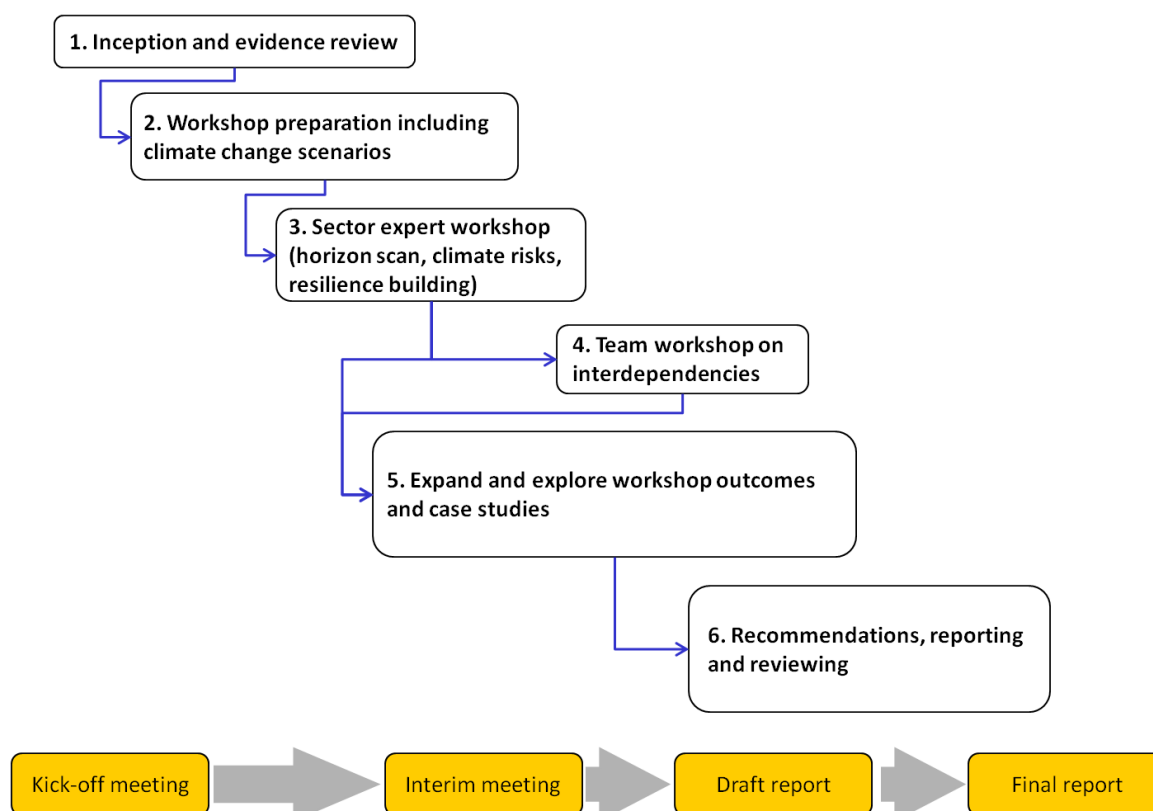 1. Inception and evidence review
2. Workshop preparation including
climate change scenarios
3. Sector expert workshop
(horizon scan, climate risks,
resilience building)
4. Team workshop on
interdependencies
5. Expand and explore workshop outcomes
and case studies
6. Recommendations, reporting
and reviewing
Kick-off meeting
Interim meeting
Draft report
Final report